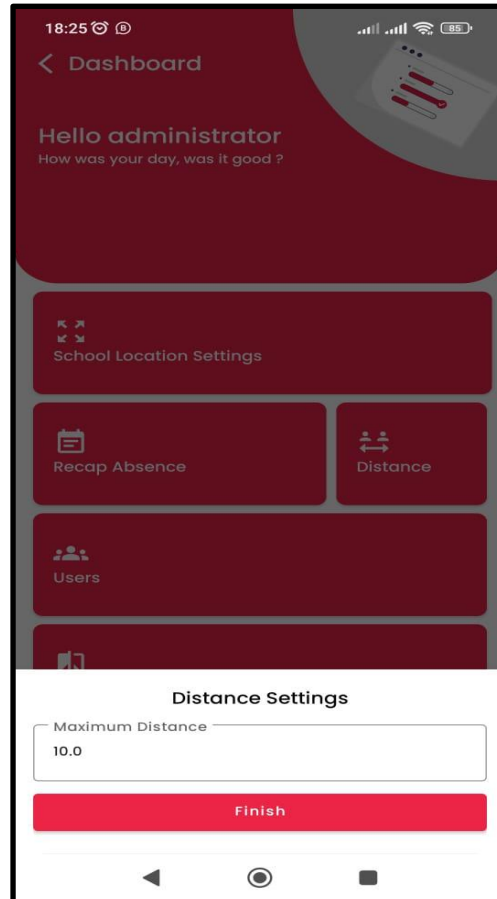 18:25
85
Dashboard
Hello administrator
How was your day, was it good ?
School Location Settings
Recap Absence
Distance
Users
Distance Settings
Maximum Distance
10.0
Finish